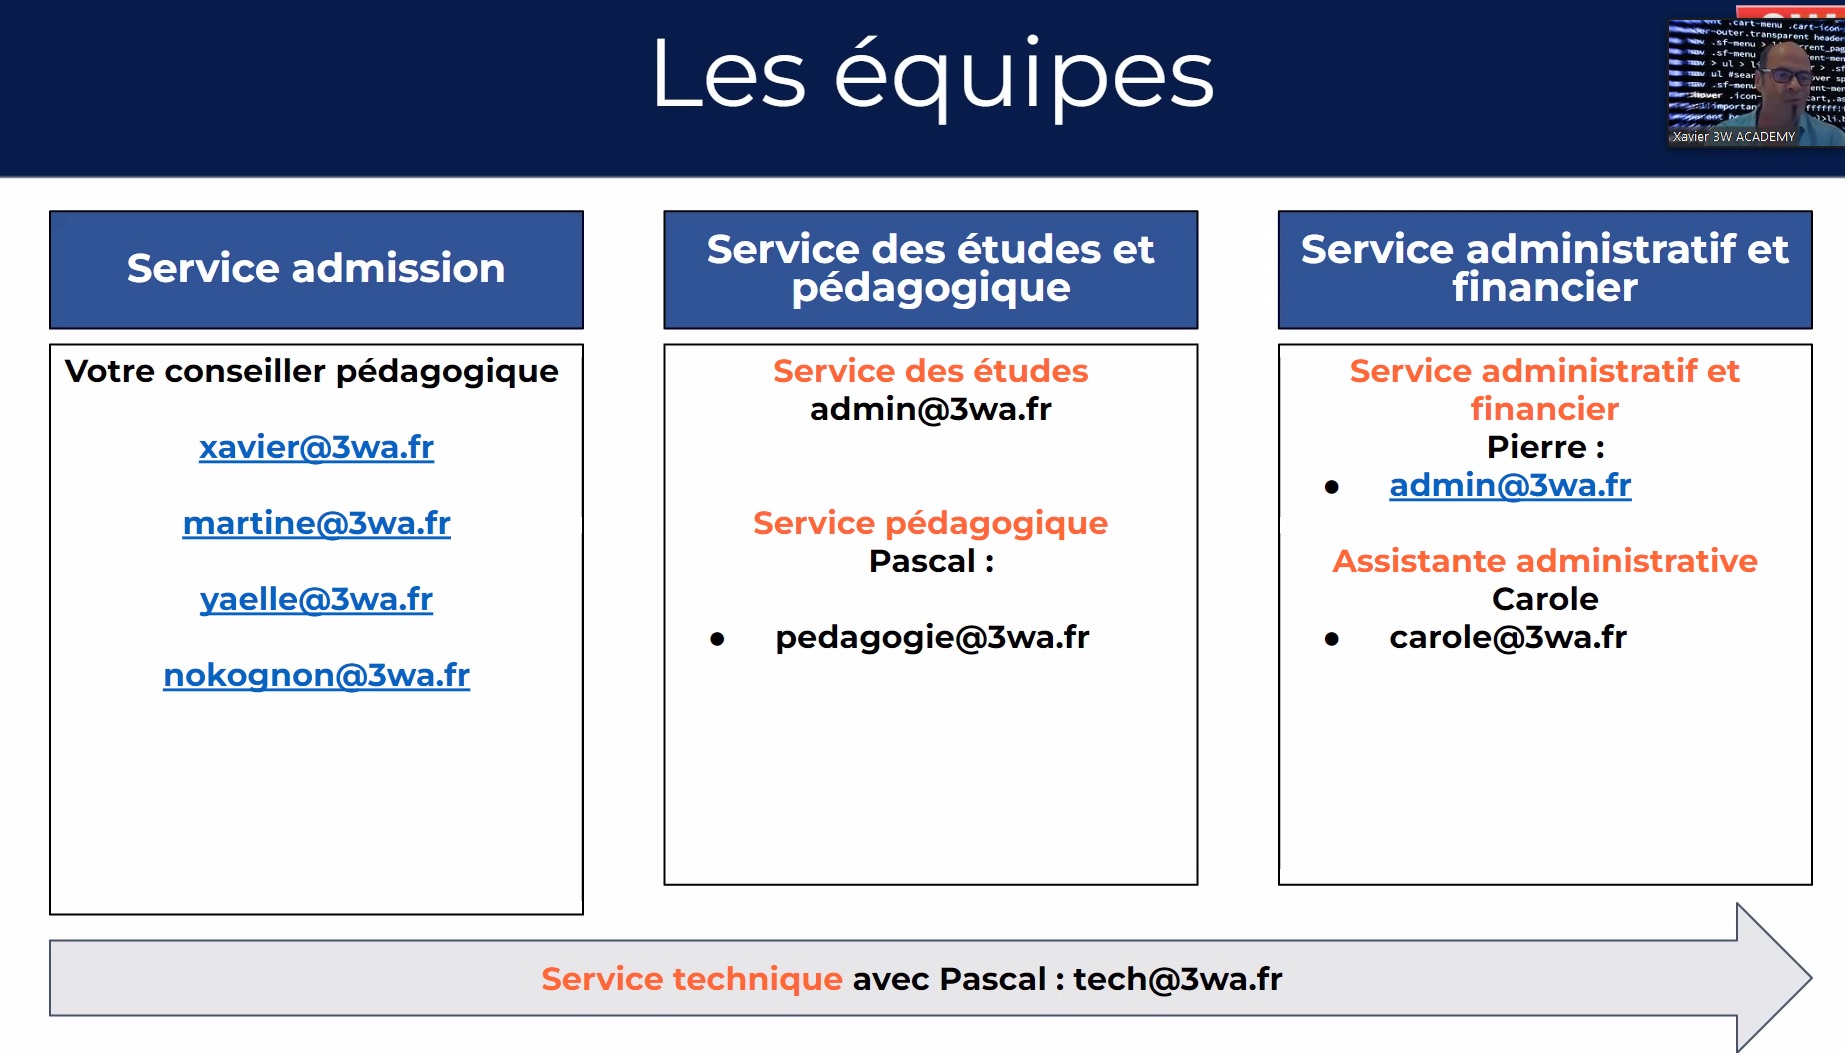 Les équipes
Xavier 3W ACADEMY
Service admission
Votre conseiller pédagogique
xavier@3wa.fr
martine@3wa.fr
yaelle@3wa.fr
nokognon@3wa.fr
Service des études et
pédagogique
Service des études
admin@3wa.fr
Service pédagogique
Pascal :
● pedagogie@3wa.fr
Service administratif et
financier
Service administratif et
financier
Pierre :
● admin@3wa.fr
Assistante administrative
Carole
● carole@3wa.fr
Service technique avec Pascal : tech@3wa.fr